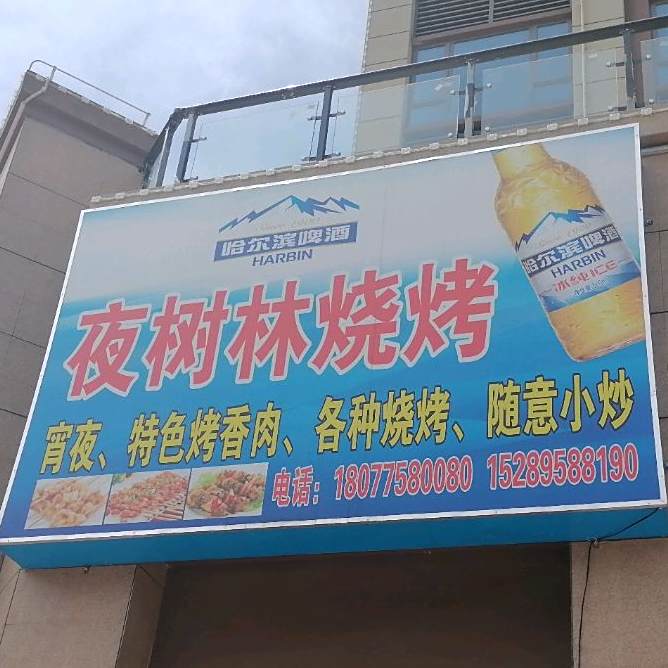 哈尔滨啤酒
HARBIN
哈尔滨啤酒
HARBIN
冰纯ICE
夜树林烧烤
宵夜、特色烤香肉、各种烧烤、随意小炒
电话：18077580080 15289588190